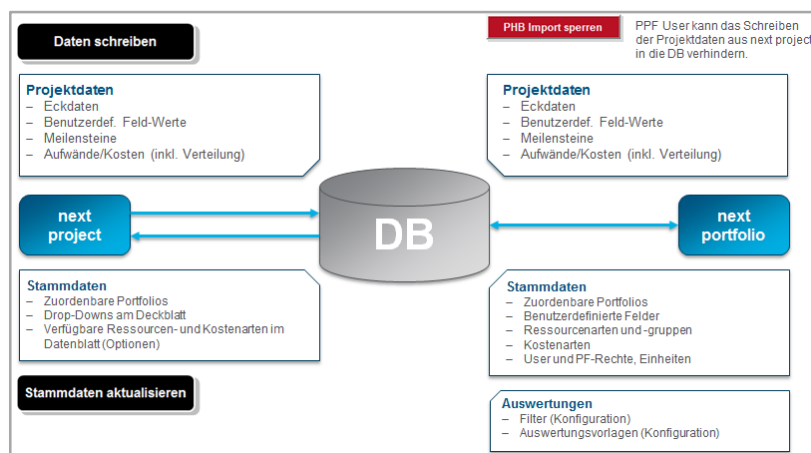 Daten schreiben
PHB Import sperren
PPF User kann das Schreiben
der Projektdaten aus next project
in die DB verhindern.
Projektdaten
– Eckdaten
– Benutzerdef. Feld-Werte
– Meilensteine
– Aufwände/Kosten (inkl. Verteilung)
Projektdaten
– Eckdaten
– Benutzerdef. Feld-Werte
– Meilensteine
– Aufwände/Kosten (inkl. Verteilung)
next
project
DB
next
portfolio
Stammdaten
– Zuordenbare Portfolios
– Drop-Downs am Deckblatt
– Verfügbare Ressourcen- und Kostenarten im
Datenblatt (Optionen)
Stammdaten
– Zuordenbare Portfolios
– Benutzerdefinierte Felder
– Ressourcenarten und -gruppen
– Kostenarten
– User und PF-Rechte, Einheiten
Stammdaten aktualisieren
Auswertungen
– Filter (Konfiguration)
– Auswertungsvorlagen (Konfiguration)